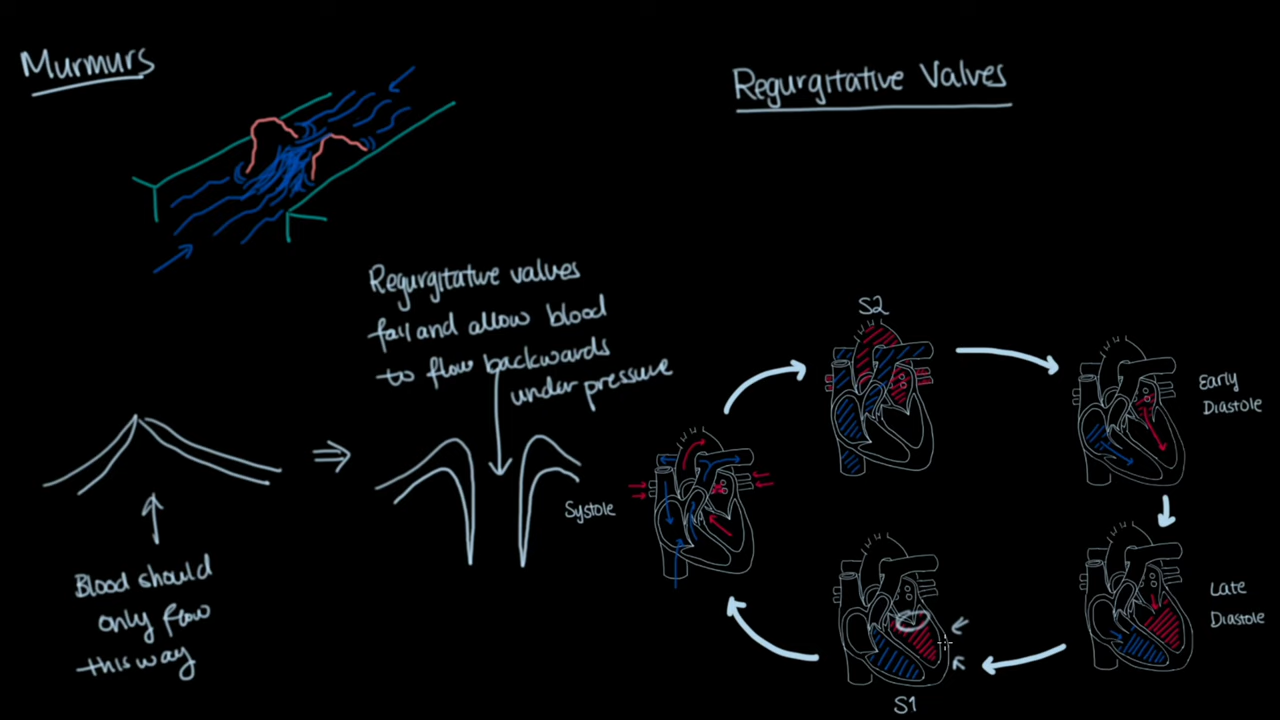 Murmurs
Regurgitative Valves
Regurgitative valves
fail and allow blood
to flow backwards
under pressure
Blood should
only flow
this way
S2
Early
Diastole
Systole
Late
Diastole
S1